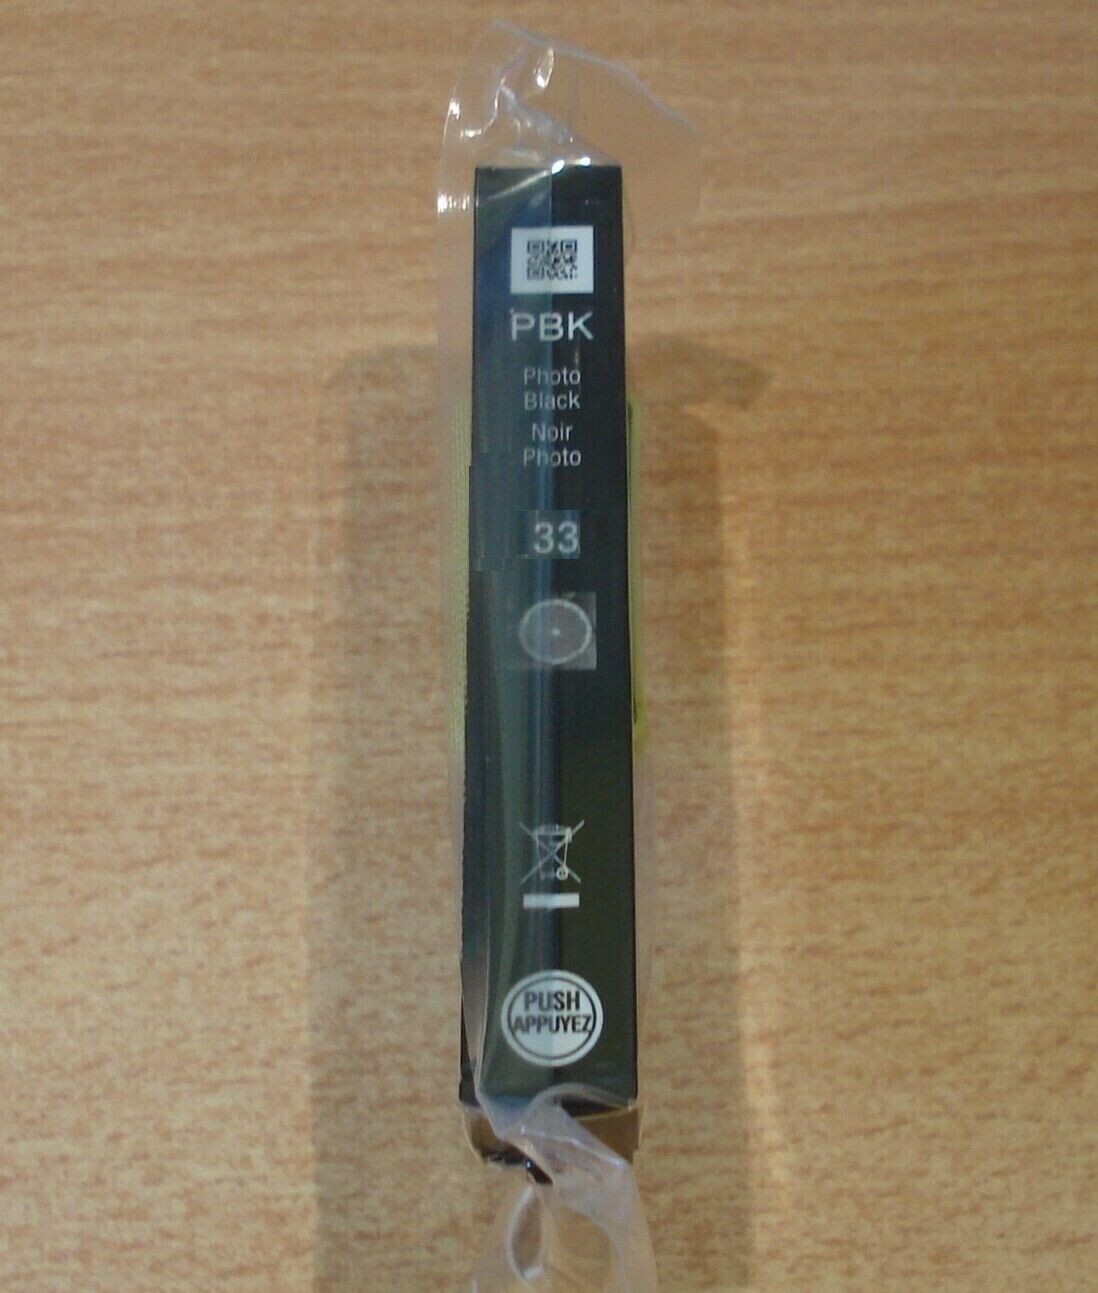 PBK
Photo
Black
Noir
Photo
33
PUSH
APPUYEZ